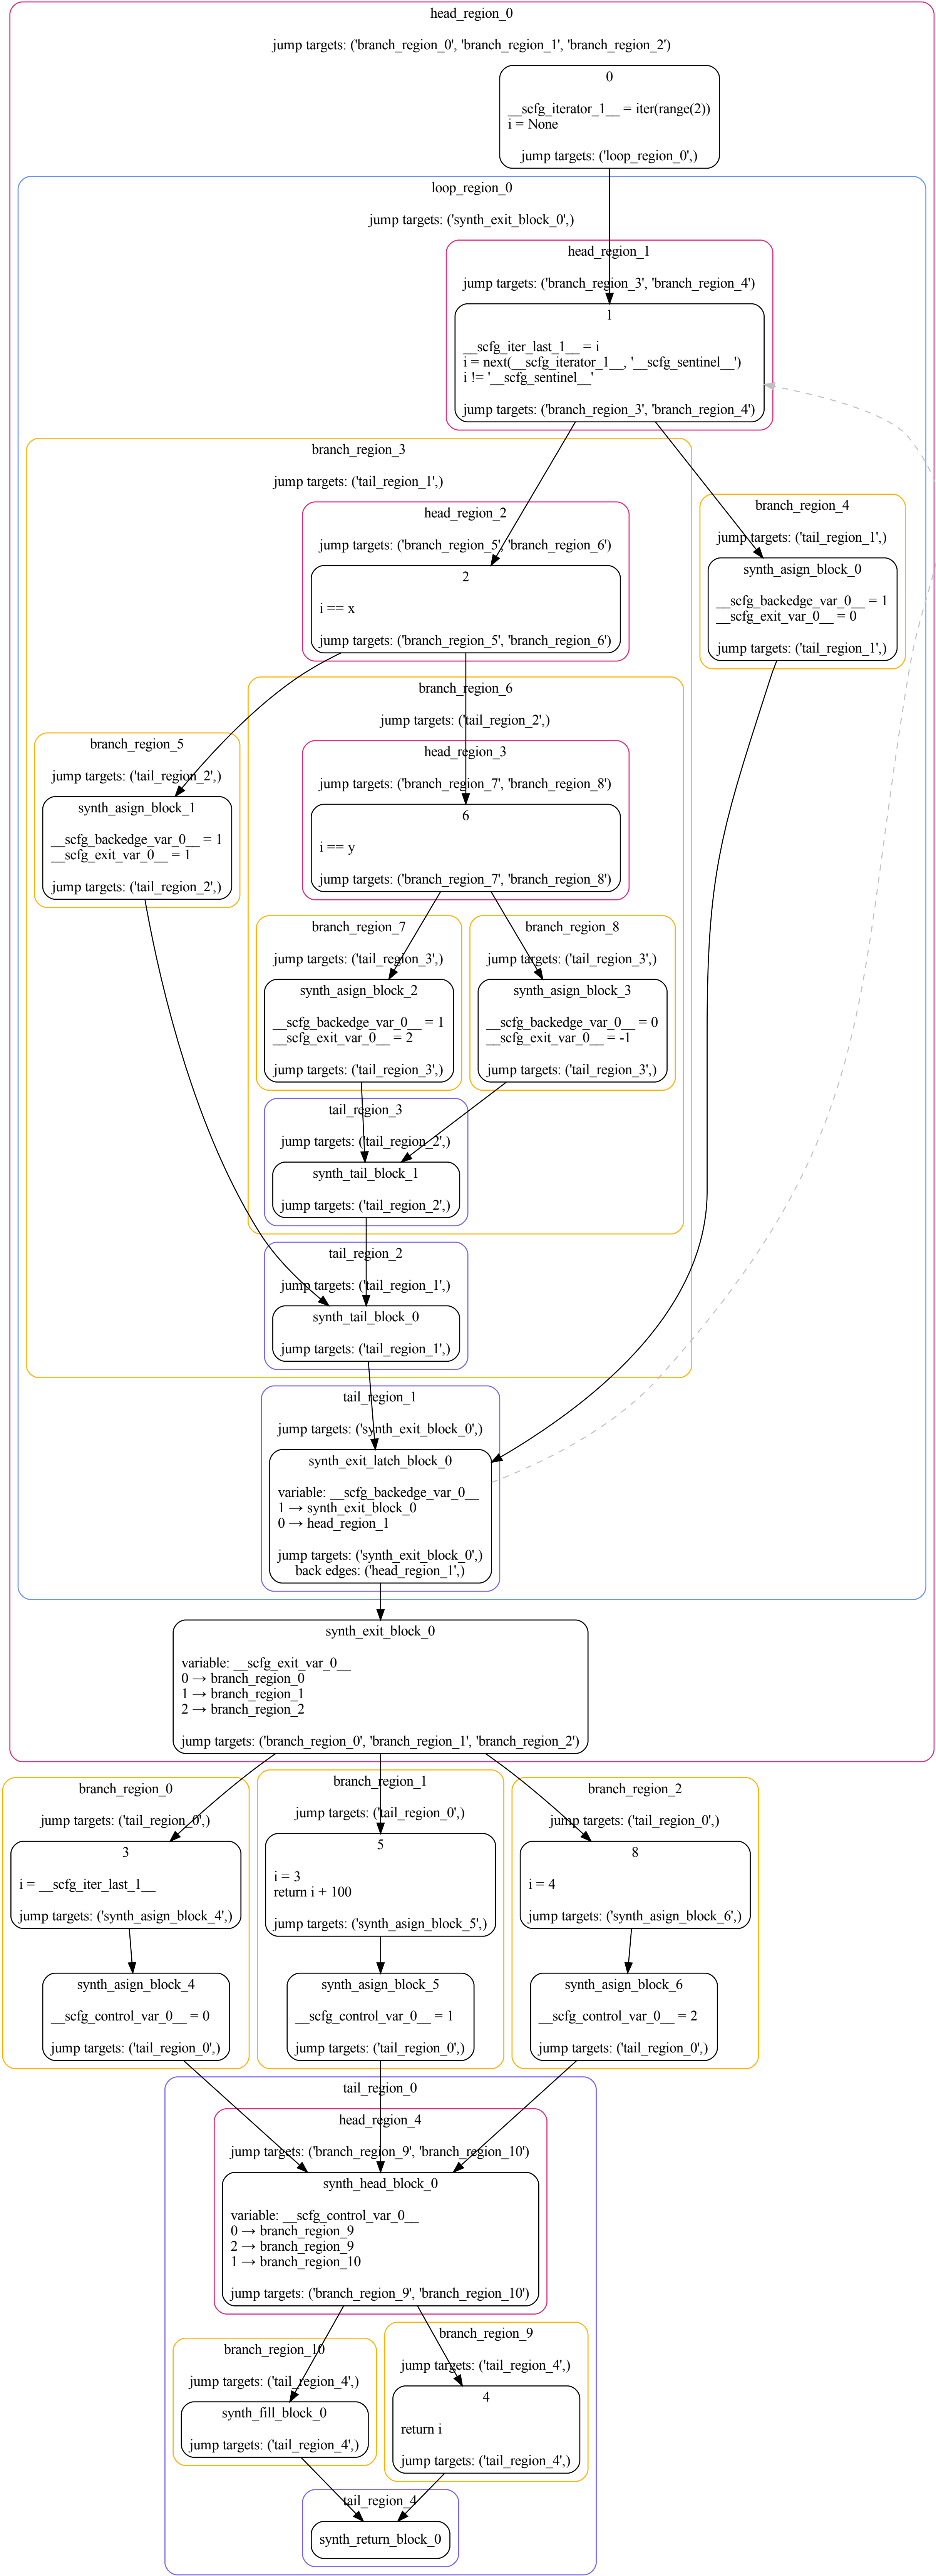 head_region_0
jump targets: ('branch_region_0', 'branch_region_1', 'branch_region_2')
0
__scfg_iterator_1__ = iter(range(2))
i = None
jump targets: ('loop_region_0',)
loop_region_0
jump targets: ('synth_exit_block_0',)
head_region_1
jump targets: ('branch_region_3', 'branch_region_4')
1
__scfg_iter_last_1__ = i
i = next(__scfg_iterator_1__, '__scfg_sentinel__')
i != '__scfg_sentinel__'
jump targets: ('branch_region_3', 'branch_region_4')
branch_region_3
jump targets: ('tail_region_1',)
branch_region_4
jump targets: ('tail_region_1',)
synth_asign_block_0
__scfg_backedge_var_0__ = 1
__scfg_exit_var_0__ = 0
jump targets: ('tail_region_1',)
head_region_2
jump targets: ('branch_region_5', 'branch_region_6')
2
i == x
jump targets: ('branch_region_5', 'branch_region_6')
branch_region_6
jump targets: ('tail_region_2',)
branch_region_5
jump targets: ('tail_region_2',)
synth_asign_block_1
__scfg_backedge_var_0__ = 1
__scfg_exit_var_0__ = 1
jump targets: ('tail_region_2',)
head_region_3
jump targets: ('branch_region_7', 'branch_region_8')
6
i == y
jump targets: ('branch_region_7', 'branch_region_8')
branch_region_7
jump targets: ('tail_region_3',)
synth_asign_block_2
__scfg_backedge_var_0__ = 1
__scfg_exit_var_0__ = 2
jump targets: ('tail_region_3',)
branch_region_8
jump targets: ('tail_region_3',)
synth_asign_block_3
__scfg_backedge_var_0__ = 0
__scfg_exit_var_0__ = -1
jump targets: ('tail_region_3',)
tail_region_3
jump targets: ('tail_region_2',)
synth_tail_block_1
jump targets: ('tail_region_2',)
tail_region_2
jump targets: ('tail_region_1',)
synth_tail_block_0
jump targets: ('tail_region_1',)
tail_region_1
jump targets: ('synth_exit_block_0',)
synth_exit_latch_block_0
variable: __scfg_backedge_var_0__
1 → synth_exit_block_0
0 → head_region_1
jump targets: ('synth_exit_block_0',)
back edges: ('head_region_1',)
synth_exit_block_0
variable: __scfg_exit_var_0__
0 → branch_region_0
1 → branch_region_1
2 → branch_region_2
jump targets: ('branch_region_0', 'branch_region_1', 'branch_region_2')
branch_region_0
jump targets: ('tail_region_0',)
3
i = __scfg_iter_last_1__
jump targets: ('synth_asign_block_4',)
synth_asign_block_4
__scfg_control_var_0__ = 0
jump targets: ('tail_region_0',)
branch_region_1
jump targets: ('tail_region_0',)
5
i = 3
return i + 100
jump targets: ('synth_asign_block_5',)
synth_asign_block_5
__scfg_control_var_0__ = 1
jump targets: ('tail_region_0',)
branch_region_2
jump targets: ('tail_region_0',)
8
i = 4
jump targets: ('synth_asign_block_6',)
synth_asign_block_6
__scfg_control_var_0__ = 2
jump targets: ('tail_region_0',)
tail_region_0
head_region_4
jump targets: ('branch_region_9', 'branch_region_10')
synth_head_block_0
variable: __scfg_control_var_0__
0 → branch_region_9
2 → branch_region_9
1 → branch_region_10
jump targets: ('branch_region_9', 'branch_region_10')
branch_region_10
jump targets: ('tail_region_4',)
synth_fill_block_0
jump targets: ('tail_region_4',)
branch_region_9
jump targets: ('tail_region_4',)
4
return i
jump targets: ('tail_region_4',)
tail_region_4
synth_return_block_0